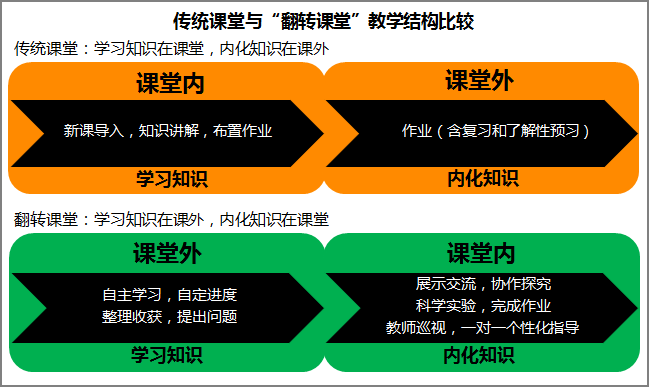 传统课堂与“翻转课堂”教学结构比较
传统课堂：学习知识在课堂，内化知识在课外
课堂内
课堂外
新课导入，知识讲解，布置作业
作业（含复习和了解性预习）
学习知识
内化知识
翻转课堂：学习知识在课外，内化知识在课堂
课堂外
课堂内
自主学习，自定进度
整理收获，提出问题
展示交流，协作探究
科学实验，完成作业
教师巡视，一对一个性化指导
学习知识
内化知识